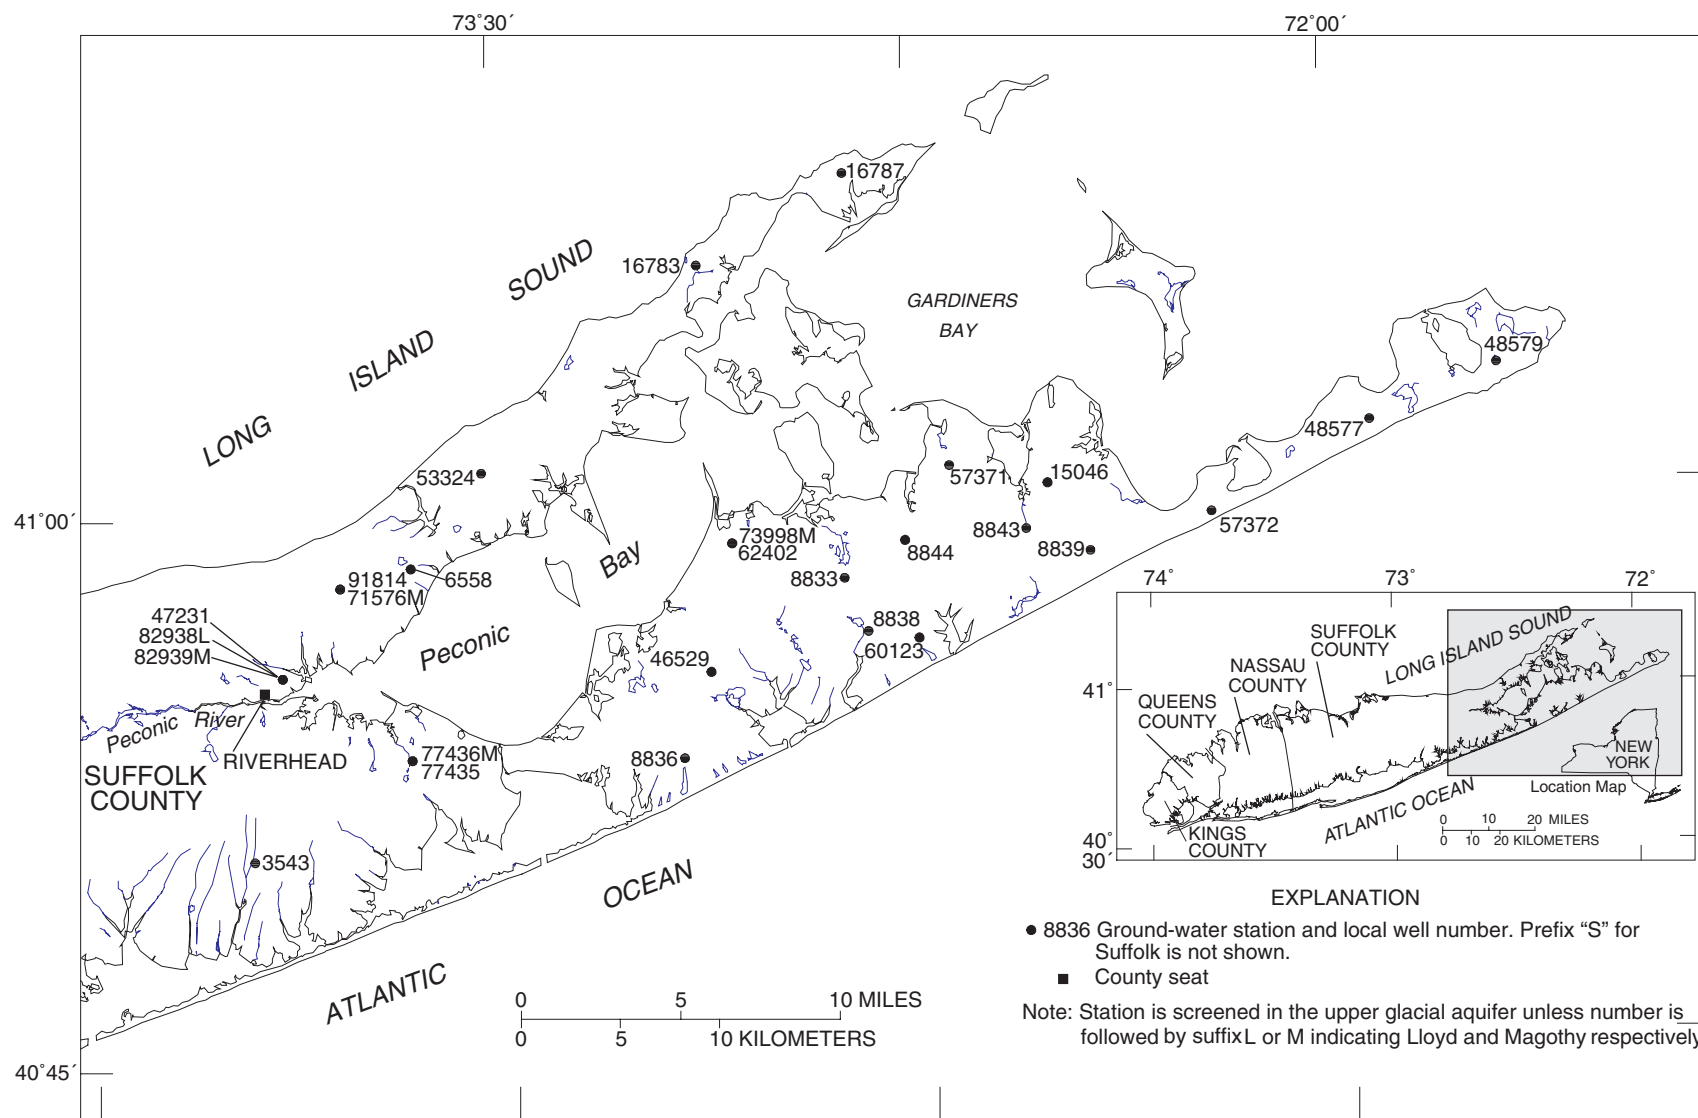 73°30´
72°00´
16787
16783
LONG ISLAND SOUND
GARDINERS
BAY
48579
48577
53324
57371
15046
57372
41°00´
73998M
62402
8844
8843
8839
8833
Peconic Bay
91814
71576M
6558
47231
82938L
82939M
8838
60123
46529
Peconic River
RIVERHEAD
77436M
77435
8836
SUFFOLK
COUNTY
3543
ATLANTIC OCEAN
40°45´
0 5 10 MILES
0 5 10 KILOMETERS
74°
73°
72°
41°
40°
30´
LONG ISLAND SOUND
SUFFOLK
COUNTY
NASSAU
COUNTY
QUEENS
COUNTY
KINGS
COUNTY
ATLANTIC OCEAN
NEW
YORK
Location Map
0 10 20 MILES
0 10 20 KILOMETERS
EXPLANATION
8836 Ground-water station and local well number. Prefix “S” for
Suffolk is not shown.
County seat
Note: Station is screened in the upper glacial aquifer unless number is
followed by suffix L or M indicating Lloyd and Magothy respectively